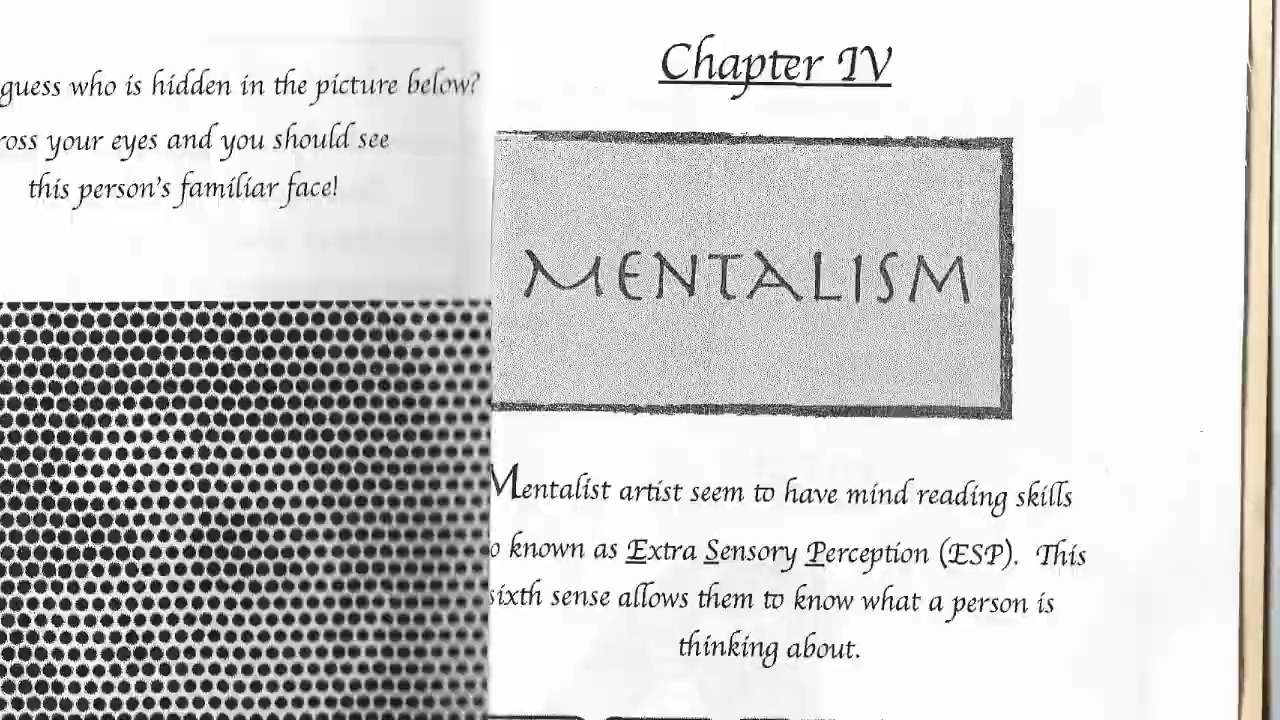 guess who is hidden in the picture below?
ross your eyes and you should see
this person's familiar face!
Chapter IV
MENTALISM
Mentalist artist seem to have mind reading skills
o known as Extra Sensory Perception (ESP). This
sixth sense allows them to know what a person is
thinking about.